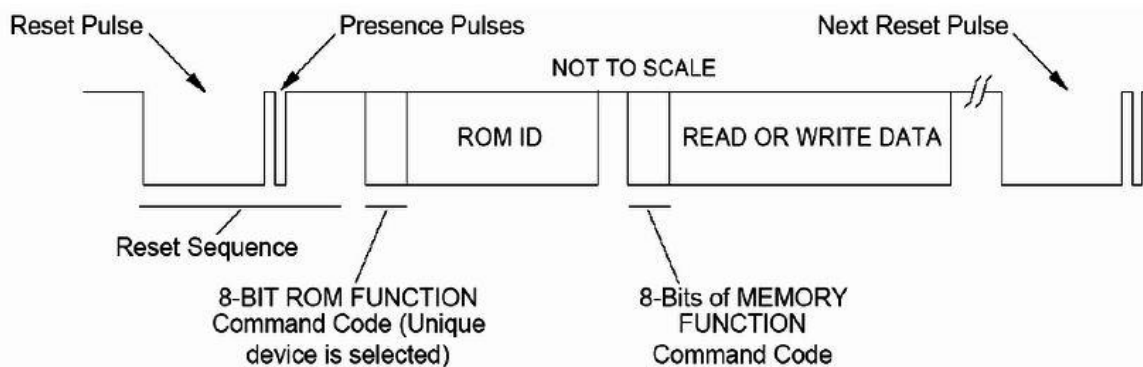 Reset Pulse
Presence Pulses
Next Reset Pulse
NOT TO SCALE
ROM ID
READ OR WRITE DATA
Reset Sequence
8-BIT ROM FUNCTION
Command Code (Unique
device is selected)
8-Bits of MEMORY
FUNCTION
Command Code